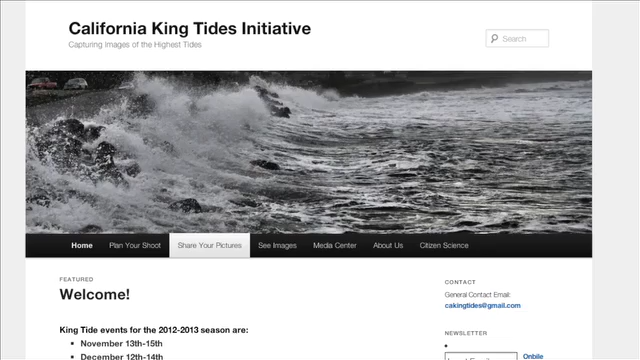 California King Tides Initiative
Capturing Images of the Highest Tides
Search
Home Plan Your Shoot Share Your Pictures See Images Media Center About Us Citizen Science
FEATURED
Welcome!
King Tide events for the 2012-2013 season are:
• November 13th-15th
• December 12th-14th
CONTACT
General Contact Email:
cakingtides@gmail.com
NEWSLETTER
Onbile